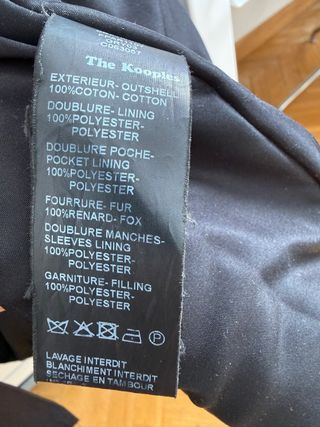 The Kooples
EXTERIEUR- OUTSHELL
100%COTON- COTTON
DOUBLURE- LINING
100%POLYESTER-
POLYESTER
DOUBLURE POCHE-
POCKET LINING
100%POLYESTER-
POLYESTER
FOURRURE- FUR
100%RENARD- FOX
DOUBLURE MANCHES-
SLEEVES LINING
100%POLYESTER-
POLYESTER
GARNITURE- FILLING
100%POLYESTER-
POLYESTER
P
LAVAGE INTERDIT
BLANCHIMENT INTERDIT
SECHAGE EN TAMBOUR